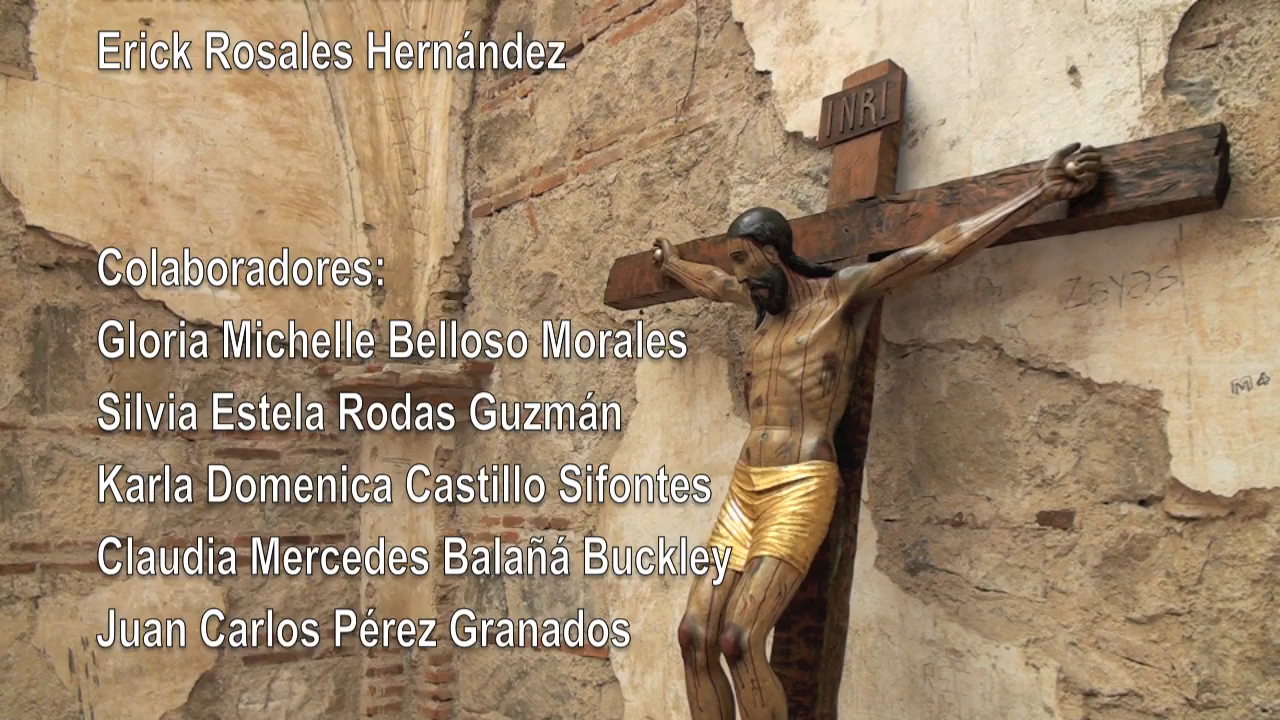 Erick Rosales Hernández
INRI
Colaboradores:
Zayas
Gloria Michelle Belloso Morales
Silvia Estela Rodas Guzmán
Karla Domenica Castillo Sifontes
Claudia Mercedes Balañá Buckley
Juan Carlos Pérez Granados